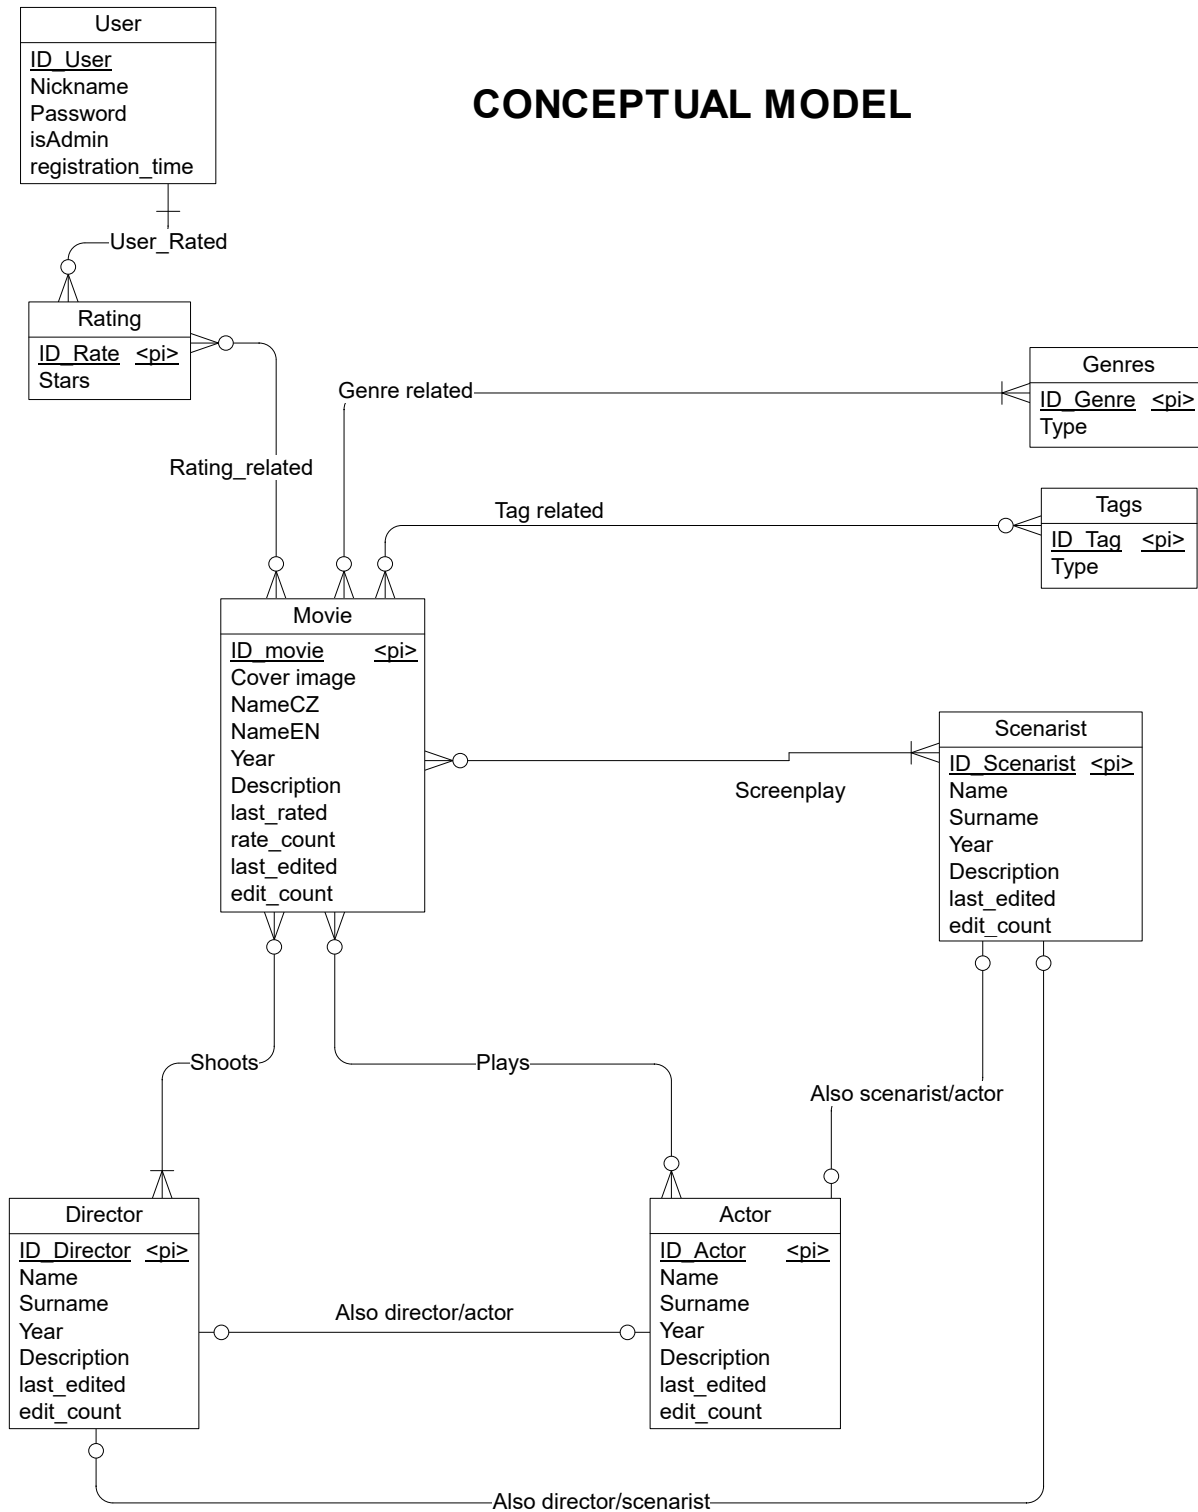 User
ID_User
Nickname
Password
isAdmin
registration_time
CONCEPTUAL MODEL
User_Rated
Rating
ID_Rate <pi>
Stars
Genre related
Genres
ID_Genre <pi>
Type
Rating_related
Tag related
Tags
ID_Tag <pi>
Type
Movie
ID_movie <pi>
Cover image
NameCZ
NameEN
Year
Description
last_rated
rate_count
last_edited
edit_count
Screenplay
Scenarist
ID_Scenarist <pi>
Name
Surname
Year
Description
last_edited
edit_count
Shoots
Plays
Also scenarist/actor
Director
ID_Director <pi>
Name
Surname
Year
Description
last_edited
edit_count
Also director/actor
Actor
ID_Actor <pi>
Name
Surname
Year
Description
last_edited
edit_count
Also director/scenarist